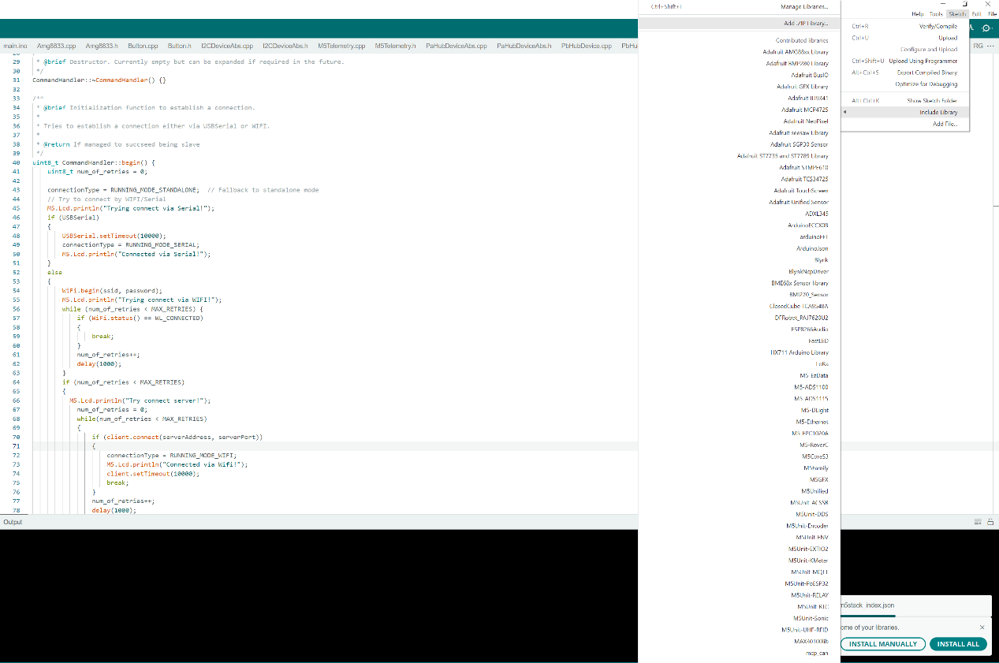 Help Tools Sketch Edit File
main.ino Amg8833.cpp Amg8833.h Button.cpp Button.h I2CDeviceAbs.cpp I2CDeviceAbs.h M5Telemetry.cpp M5Telemetry.h PaHubDeviceAbs.cpp PaHubDeviceAbs.h PbHubDevice.cpp PbHu
RG ...
28
29 * @brief Destructor. Currently empty but can be expanded if required in the future.
30 */
31 CommandHandler::~CommandHandler() {}
32
33 /**
34 * @brief Initialization function to establish a connection.
35 *
36 * Tries to establish a connection either via USBSerial or WIFI.
37 *
38 * @return If managed to succseed being slave
39 */
40 uint8_t CommandHandler::begin() {
41 uint8_t num_of_retries = 0;
42
43 connectionType = RUNNING_MODE_STANDALONE; // Fallback to standalone mode
44 // Try to connect by WIFI/Serial
45 M5.Lcd.println("Trying connect via Serial!");
46 if (USBSerial)
47 {
48 USBSerial.setTimeout(10000);
49 connectionType = RUNNING_MODE_SERIAL;
50 M5.Lcd.println("Connected via Serial!");
51 }
52 else
53 {
54 WiFi.begin(ssid, password);
55 M5.Lcd.println("Trying connect via WIFI!");
56 while (num_of_retries < MAX_RETRIES) {
57 if (WiFi.status() == WL_CONNECTED)
58 {
59 break;
60 }
61 num_of_retries++;
62 delay(1000);
63 }
64 if (num_of_retries < MAX_RETRIES)
65 {
66 M5.Lcd.println("Try connect server!");
67 num_of_retries = 0;
68 while(num_of_retries < MAX_RETRIES)
69 {
70 if (client.connect(serverAddress, serverPort))
71 {
72 connectionType = RUNNING_MODE_WIFI;
73 M5.Lcd.println("Connected via Wifi!");
74 client.setTimeout(10000);
75 break;
76 }
77 num_of_retries++;
78 delay(1000);
Output
Ctrl+Shift+I Manage Libraries...
Add .ZIP Library...
Contributed libraries
Adafruit AMG88xx Library
Adafruit BMP280 Library
Adafruit BusIO
Adafruit GFX Library
Adafruit ILI9341
Adafruit MCP4725
Adafruit NeoPixel
Adafruit seesaw Library
Adafruit SGP30 Sensor
Adafruit ST7735 and ST7789 Library
Adafruit STMPE610
Adafruit TCS34725
Adafruit TouchScreen
Adafruit Unified Sensor
ADXL345
ArduinoECCX08
arduinoFFT
ArduinoJson
Blynk
BlynkNcpDriver
BME68x Sensor library
BMI270_Sensor
ClosedCube TCA9548A
DFRobot_PAJ7620U2
ESP8266Audio
FastLED
HX711 Arduino Library
LoRa
M5-EzData
M5-ADS1100
M5-ADS1115
M5-DLight
M5-Ethernet
M5-FPC1020A
M5-RoverC
M5CoreS3
M5Family
M5GFX
M5Unified
M5Unit-ACSSR
M5Unit-DDS
M5Unit-Encoder
M5Unit-ENV
M5Unit-EXTIO2
M5Unit-KMeter
M5Unit-MQTT
M5Unit-PoESP32
M5Unit-RELAY
M5Unit-RTC
M5Unit-Sonic
M5Unit-UHF-RFID
MAX30100lib
mcp_can
Ctrl+R Verify/Compile
Ctrl+U Upload
Configure and Upload
Ctrl+Shift+U Upload Using Programmer
Alt+Ctrl+S Export Compiled Binary
Optimize for Debugging
Alt+Ctrl+K Show Sketch Folder
Include Library
Add File...
m5stack_index.json
ome of your libraries.
INSTALL MANUALLY INSTALL ALL